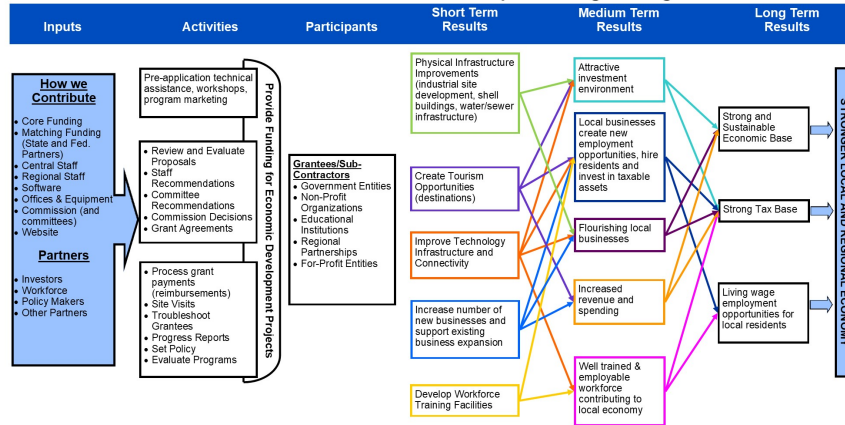 Inputs
Activities
Participants
Short Term
Results
Medium Term
Results
Long Term
Results
How we
Contribute
• Core Funding
• Matching Funding
(State and Fed.
Partners)
• Central Staff
• Regional Staff
• Software
• Offices & Equipment
• Commission (and
committees)
• Website
Partners
• Investors
• Workforce
• Policy Makers
• Other Partners
Pre-application technical
assistance, workshops,
program marketing
• Review and Evaluate
Proposals
• Staff
Recommendations
• Committee
Recommendations
• Commission Decisions
• Grant Agreements
• Process grant
payments
(reimbursements)
• Site Visits
• Troubleshoot
Grantees
• Progress Reports
• Set Policy
• Evaluate Programs
Provide Funding for Economic Development Projects
Grantees/Sub-
Contractors
• Government Entities
• Non-Profit
Organizations
• Educational
Institutions
• Regional
Partnerships
• For-Profit Entities
Physical Infrastructure
Improvements
(industrial site
development, shell
buildings, water/sewer
infrastructure)
Create Tourism
Opportunities
(destinations)
Improve Technology
Infrastructure and
Connectivity
Increase number of
new businesses and
support existing
business expansion
Develop Workforce
Training Facilities
Attractive
investment
environment
Local businesses
create new
employment
opportunities, hire
residents and
invest in taxable
assets
Flourishing local
businesses
Increased
revenue and
spending
Well trained &
employable
workforce
contributing to
local economy
Strong and
Sustainable
Economic Base
Strong Tax Base
Living wage
employment
opportunities for
local residents
STRONGER LOCAL AND REGIONAL ECONOMY